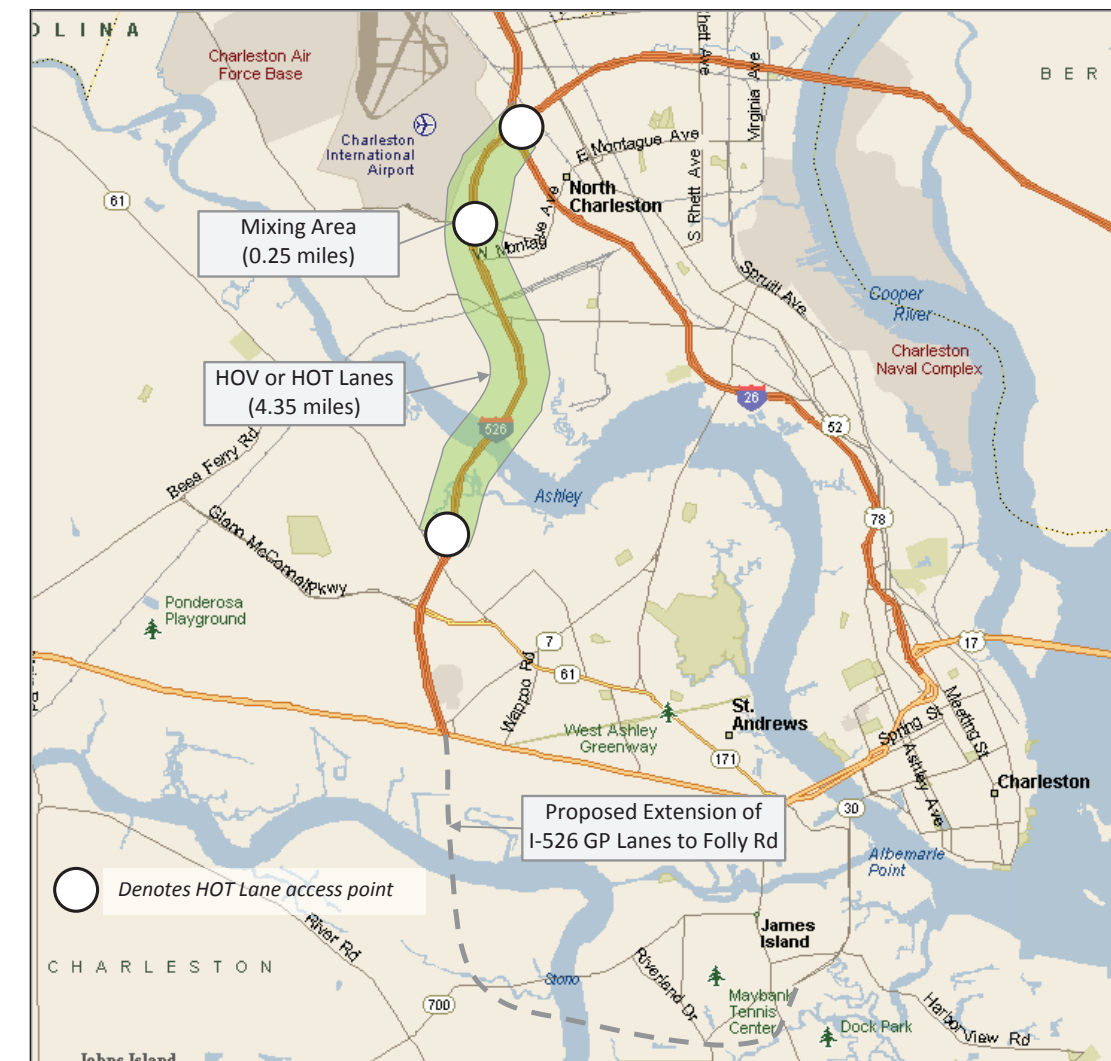 OLINA
Charleston Air
Force Base
Rhett Ave
Virginia Ave
BER
Charleston
International
Airport
E Montague Ave
61
North
Charleston
S Rhett Ave
Mixing Area
(0.25 miles)
W Montague Ave
Spruill Ave
Cooper
River
Charleston
Naval Complex
HOV or HOT Lanes
(4.35 miles)
26
52
526
Bees Ferry Rd
Ashley
Glenn McConnell Pkwy
78
Ponderosa
Playground
7
17
Wappoo Rd
61
St.
Andrews
West Ashley
Greenway
Meeting St
Spring St
171
Ashley Ave
Charleston
Proposed Extension of
I-526 GP Lanes to Folly Rd
30
Albemarle
Point
Denotes HOT Lane access point
River Rd
James
Island
CHARLESTON
Riverland Dr
Stono
Maybank
Tennis
Center
700
Dock Park
Harbor View Rd
Johns Island